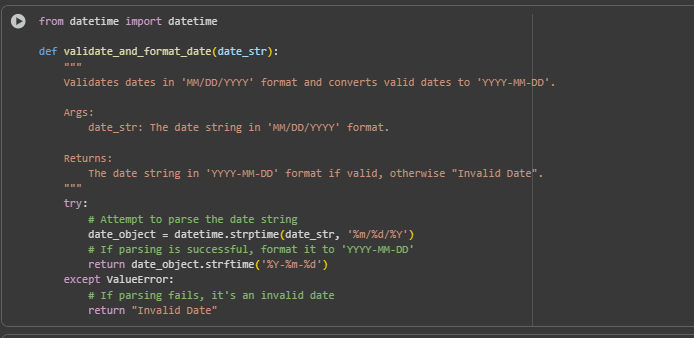 from datetime import datetime
def validate_and_format_date(date_str):
"""
Validates dates in 'MM/DD/YYYY' format and converts valid dates to 'YYYY-MM-DD'.
Args:
date_str: The date string in 'MM/DD/YYYY' format.
Returns:
The date string in 'YYYY-MM-DD' format if valid, otherwise "Invalid Date".
"""
try:
# Attempt to parse the date string
date_object = datetime.strptime(date_str, '%m/%d/%Y')
# If parsing is successful, format it to 'YYYY-MM-DD'
return date_object.strftime('%Y-%m-%d')
except ValueError:
# If parsing fails, it's an invalid date
return "Invalid Date"